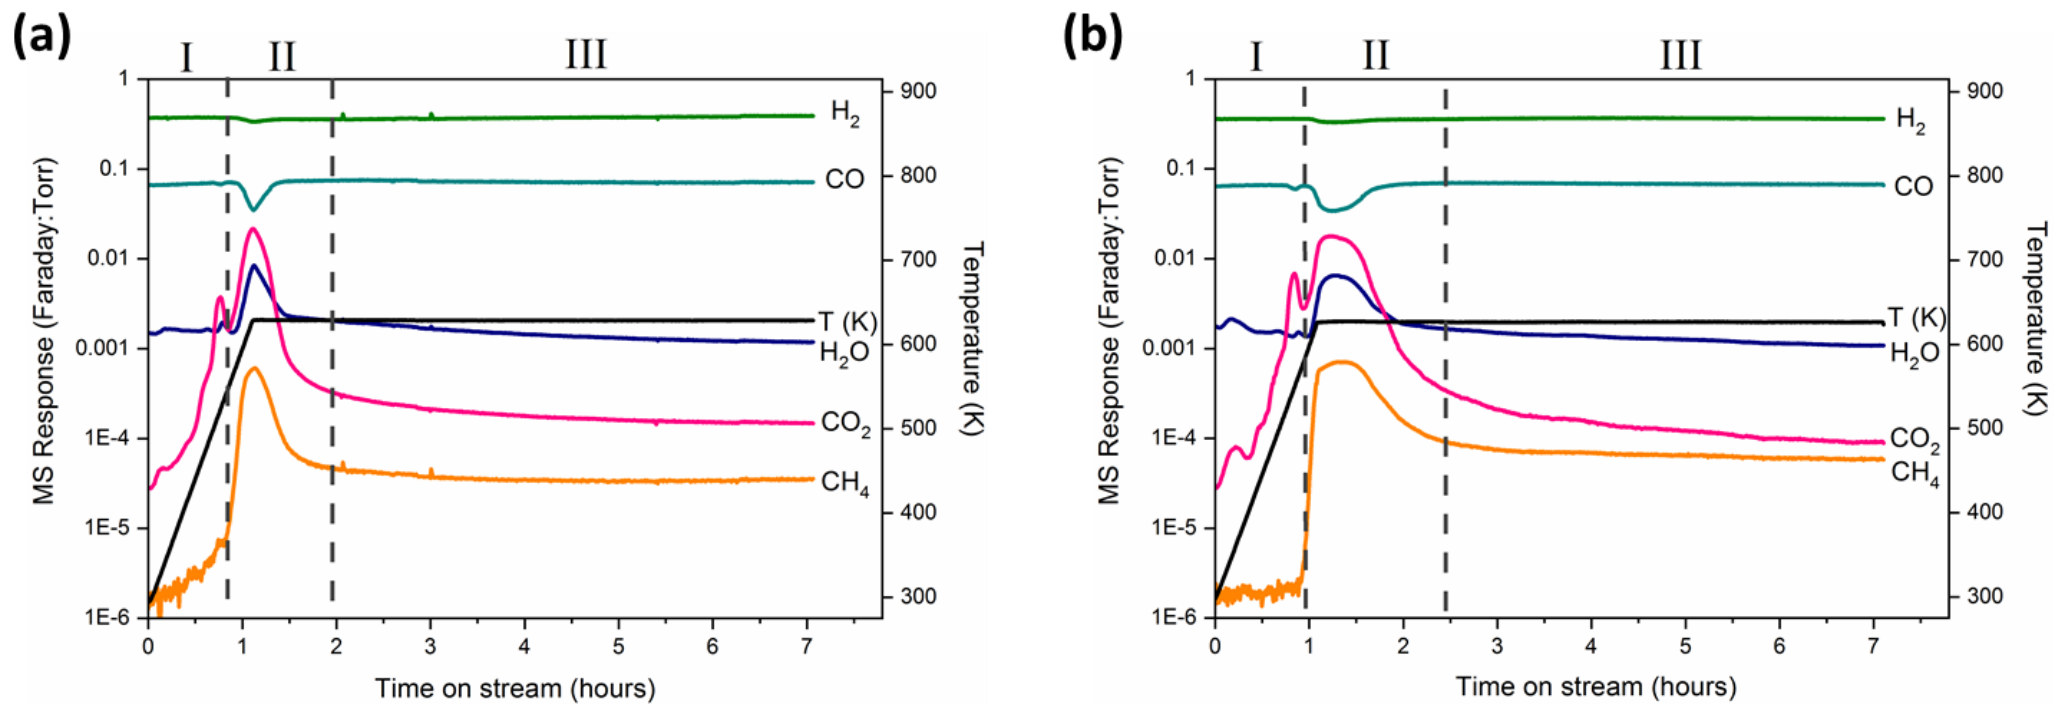 (a)
I II III
1
0.1
0.01
0.001
1E-4
1E-5
1E-6
MS Response (Faraday:Torr)
0 1 2 3 4 5 6 7
Time on stream (hours)
900
800
700
600
500
400
300
Temperature (K)
H2
CO
T (K)
H2O
CO2
CH4
(b)
I II III
1
0.1
0.01
0.001
1E-4
1E-5
1E-6
MS Response (Faraday:Torr)
0 1 2 3 4 5 6 7
Time on stream (hours)
900
800
700
600
500
400
300
Temperature (K)
H2
CO
T (K)
H2O
CO2
CH4